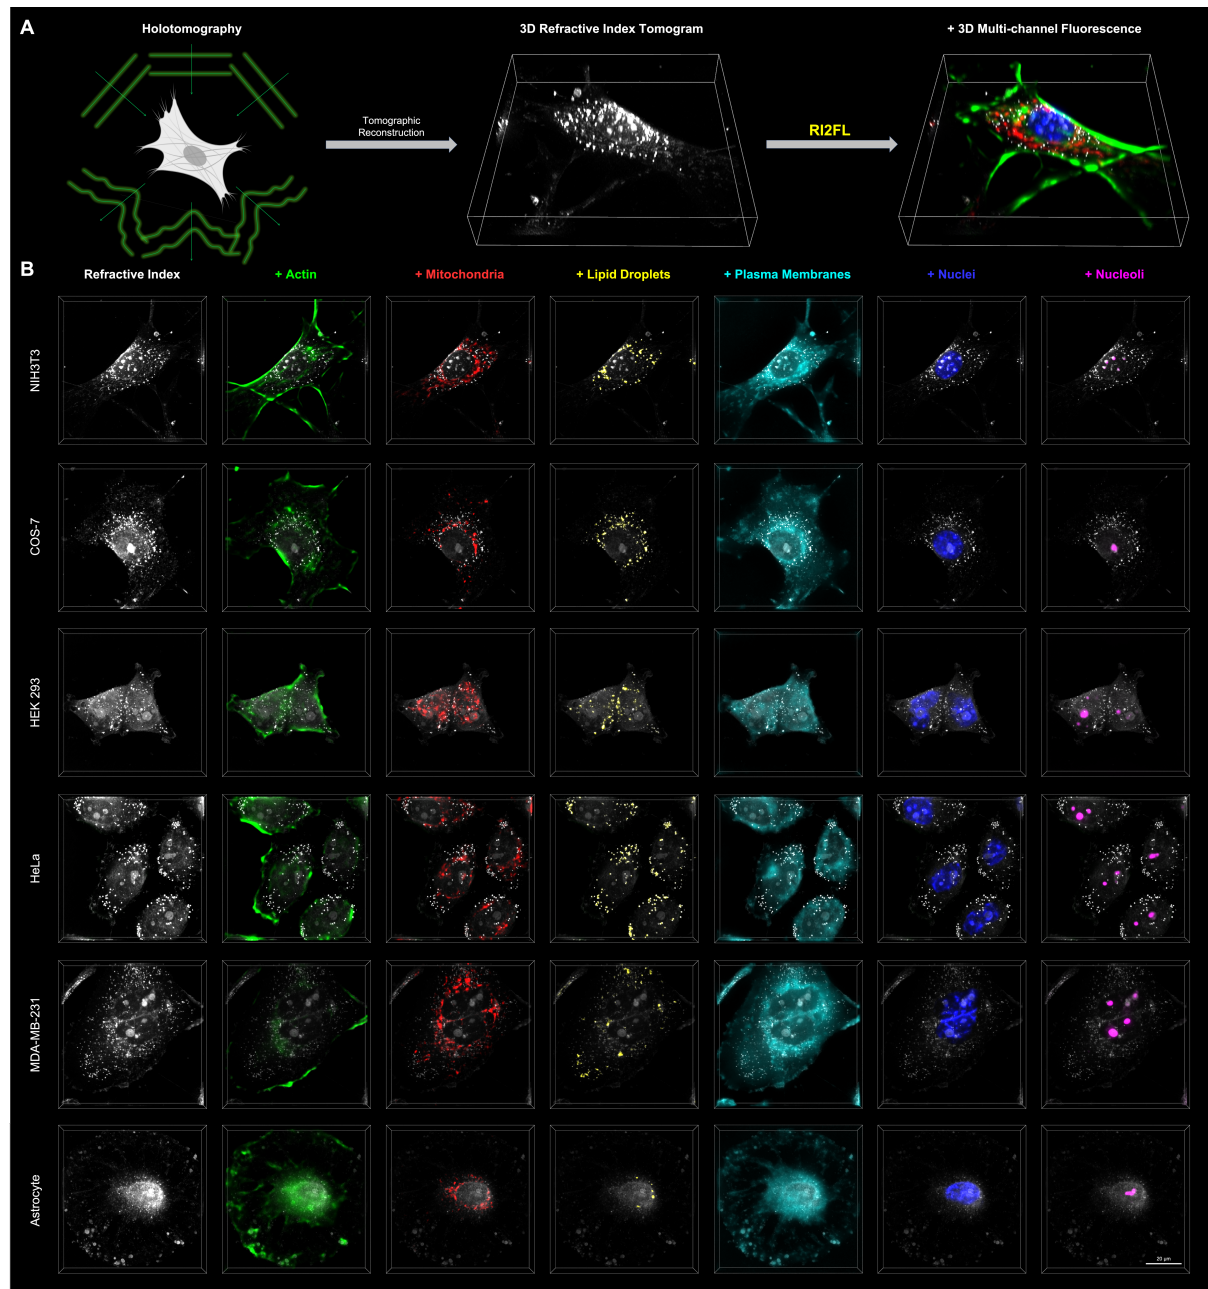 A
Holotomography
3D Refractive Index Tomogram
+ 3D Multi-channel Fluorescence
Tomographic
Reconstruction
RI2FL
B
Refractive Index
+ Actin
+ Mitochondria
+ Lipid Droplets
+ Plasma Membranes
+ Nuclei
+ Nucleoli
NIH3T3
COS-7
HEK 293
HeLa
MDA-MB-231
Astrocyte
20 µm